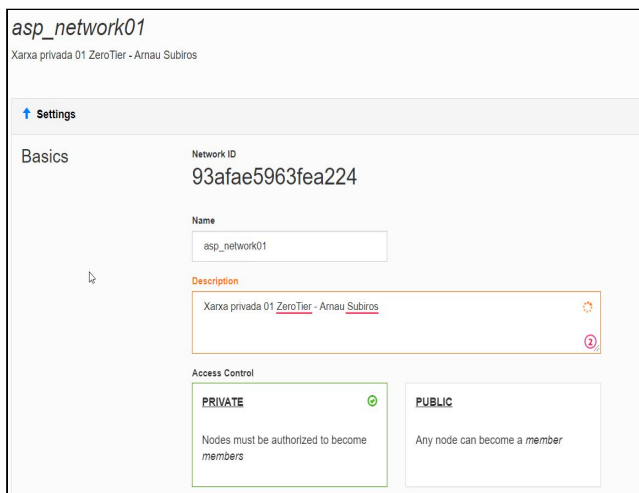 asp_network01
Xarxa privada 01 ZeroTier - Arnau Subiros
Settings
Basics
Network ID
93afae5963fea224
Name
asp_network01
Description
Xarxa privada 01 ZeroTier - Arnau Subiros
2
Access Control
PRIVATE
Nodes must be authorized to become
members
PUBLIC
Any node can become a member